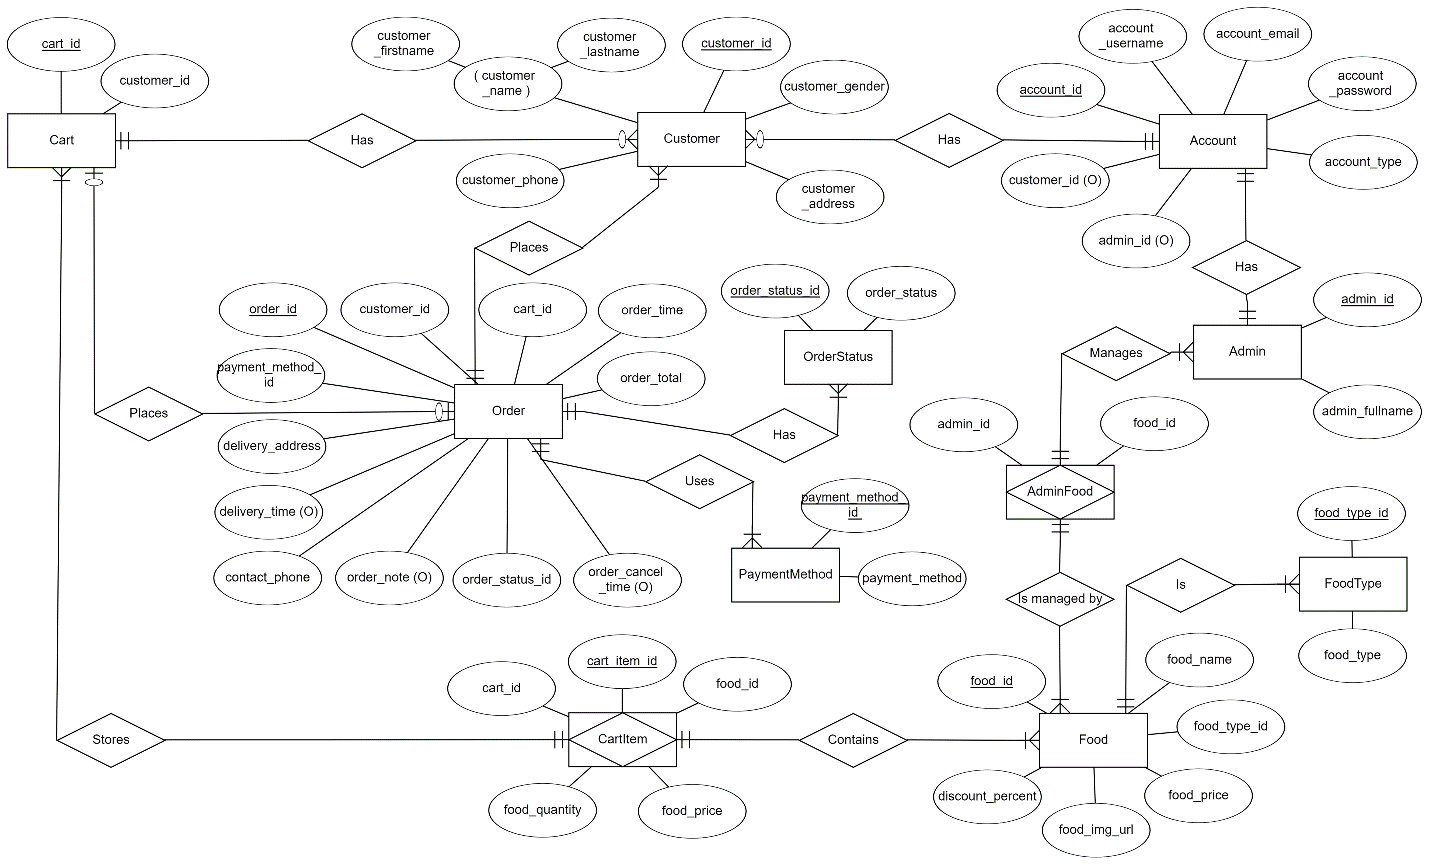 cart_id
customer_id
Cart
Has
customer
_firstname
customer
_lastname
( customer
_name )
customer_id
customer_gender
Customer
customer_phone
customer
_address
Has
account
_username
account_email
account_id
account
_password
Account
account_type
customer_id (O)
admin_id (O)
Has
Places
order_id
customer_id
cart_id
order_time
payment_method_
id
order_total
Order
Places
delivery_address
delivery_time (O)
contact_phone
order_note (O)
order_status_id
order_cancel
_time (O)
order_status_id
order_status
OrderStatus
Has
Uses
payment_method_
id
PaymentMethod
payment_method
admin_id
Manages
Admin
admin_fullname
admin_id
food_id
AdminFood
food_type_id
Is managed by
Is
FoodType
food_type
Stores
cart_id
cart_item_id
food_id
CartItem
food_quantity
food_price
Contains
food_id
food_name
food_type_id
Food
discount_percent
food_price
food_img_url